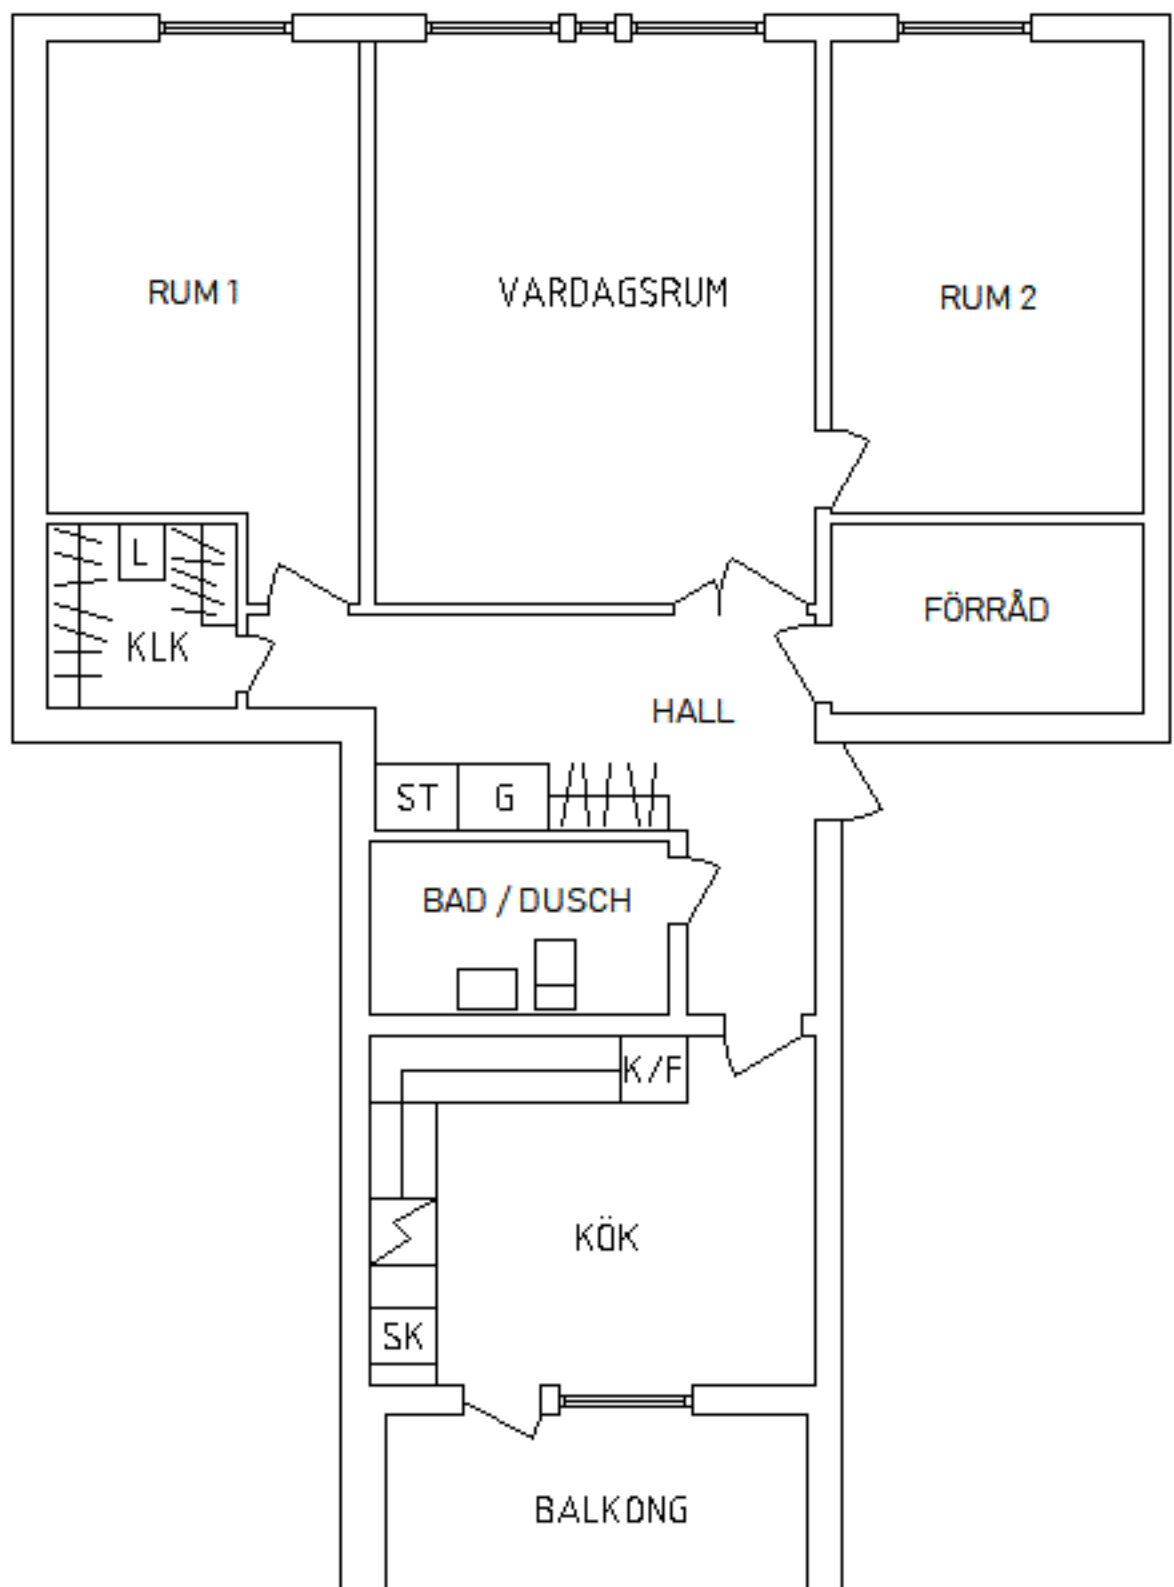 RUM 1
VARDAGSRUM
RUM 2
L
KLK
FÖRRÅD
HALL
ST
G
BAD / DUSCH
K/F
KÖK
SK
BALKONG